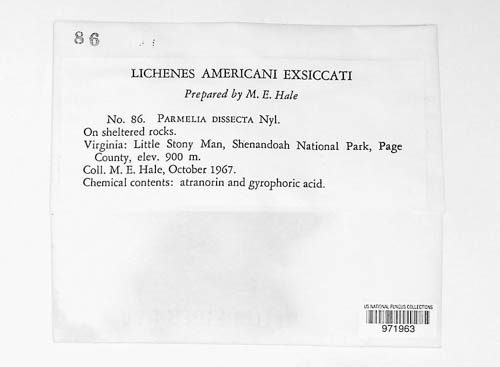 86
LICHENES AMERICANI EXSICCATI
Prepared by M. E. Hale
No. 86. PARMELIA DISSECTA Nyl.
On sheltered rocks.
Virginia: Little Stony Man, Shenandoah National Park, Page
County, elev. 900 m.
Coll. M. E. Hale, October 1967.
Chemical contents: atranorin and gyrophoric acid.
US NATIONAL FUNGUS COLLECTIONS
971963